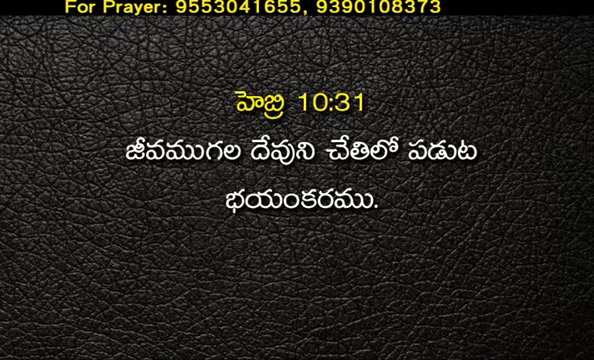 For Prayer: 9553041655, 9390108373
హెబ్రీ 10:31
జీవముగల దేవుని చేతిలో పడుట
భయంకరము.